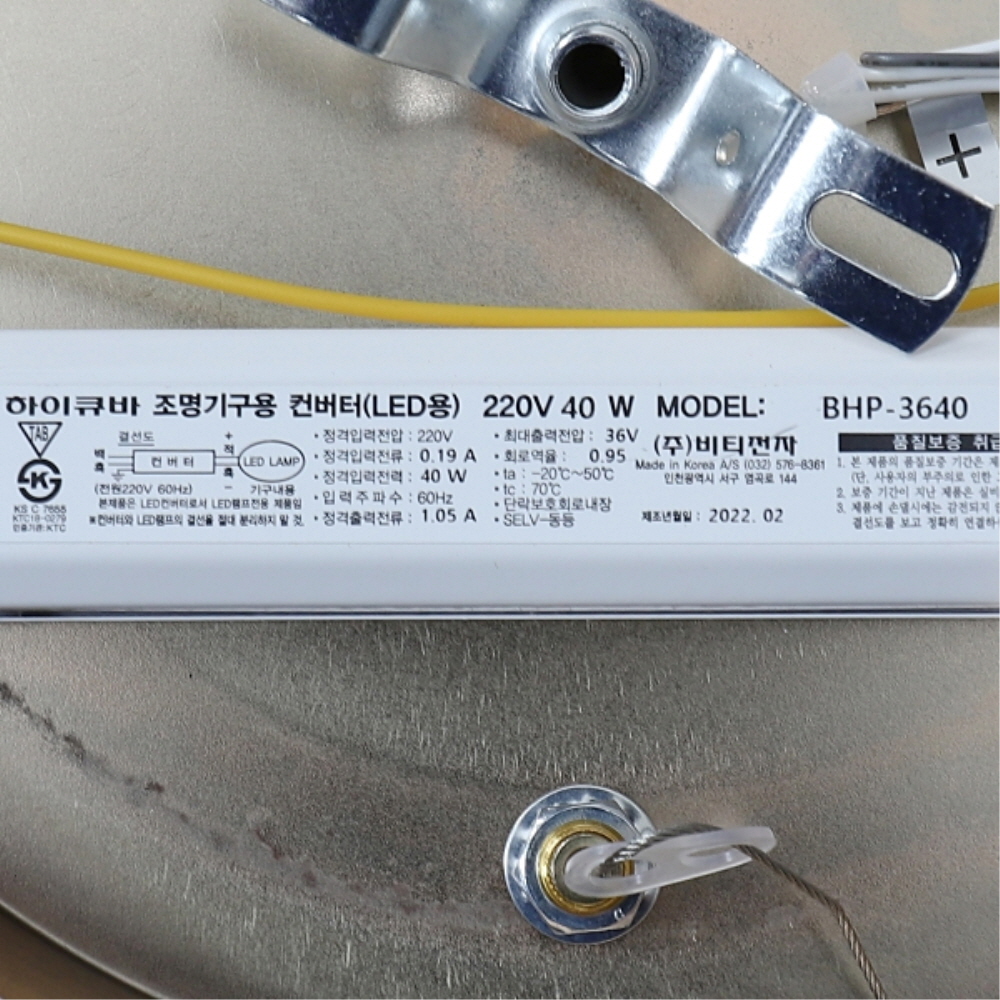 +
하이큐바 조명기구용 컨버터(LED용) 220V 40 W MODEL: BHP-3640
TAB
KS C 7655
KTC18-0279
인증기관:KTC
결선도
백
흑
컨 버 터
+
적
흑
−
LED LAMP
(전원220V 60Hz) 기구내용
본제품은 LED컨버터로서 LED램프전용 제품임
※컨버터와 LED램프의 결선을 절대 분리하지 말 것.
• 정격입력전압 : 220V
• 정격입력전류 : 0.19 A
• 정격입력전력 : 40 W
• 입력주파수 : 60Hz
• 정격출력전류 : 1.05 A
• 최대출력전압 : 36V
• 회로역율 : 0.95
• ta : -20℃~50℃
• tc : 70℃
• 단락보호회로내장
• SELV-동등
(주)비티전자
Made in Korea A/S (032) 576-8361
인천광역시 서구 염곡로 144
제조년월일 : 2022. 02
품질보증 취급
1. 본 제품의 품질보증 기간은 제
(단, 사용자의 부주의로 인한
2. 보증 기간이 지난 제품은 실
3. 제품에 손댈시에는 감전되지
결선도를 보고 정확히 연결하